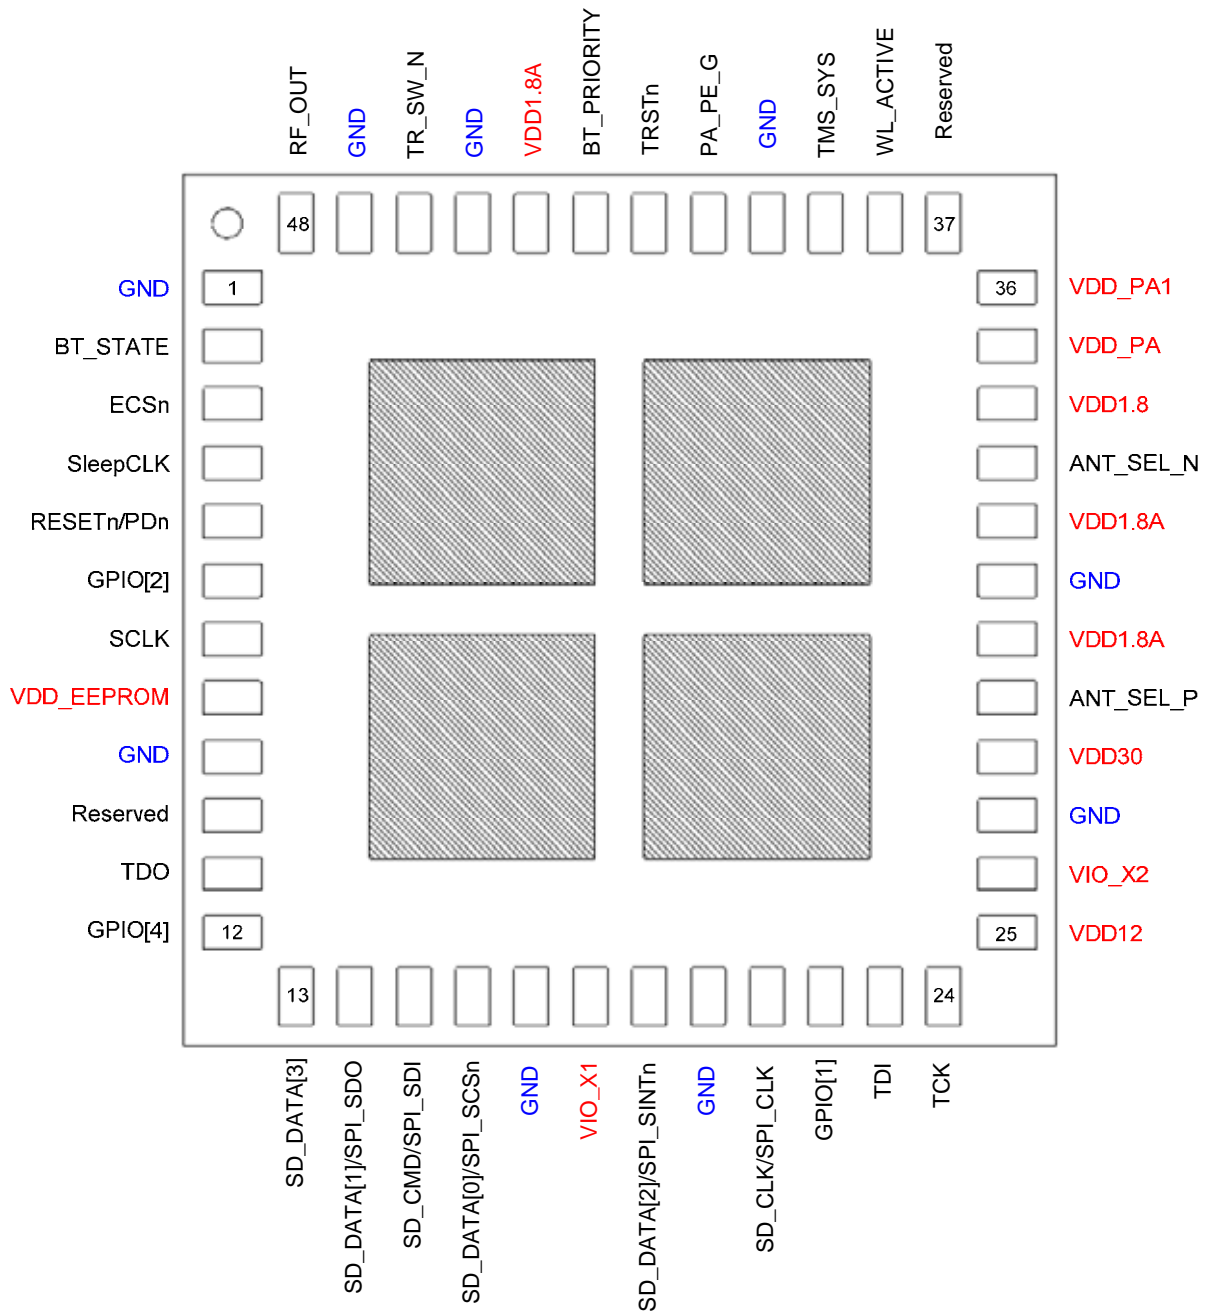 RF_OUT
GND
TR_SW_N
GND
VDD1.8A
BT_PRIORITY
TRSTn
PA_PE_G
GND
TMS_SYS
WL_ACTIVE
Reserved
48
37
GND
1
36
VDD_PA1
BT_STATE
VDD_PA
ECSn
VDD1.8
SleepCLK
ANT_SEL_N
RESETn/PDn
VDD1.8A
GPIO[2]
GND
SCLK
VDD1.8A
VDD_EEPROM
ANT_SEL_P
GND
VDD30
Reserved
GND
TDO
VIO_X2
GPIO[4]
12
25
VDD12
13
24
SD_DATA[3]
SD_DATA[1]/SPI_SDO
SD_CMD/SPI_SDI
SD_DATA[0]/SPI_SCSn
GND
VIO_X1
SD_DATA[2]/SPI_SINTn
GND
SD_CLK/SPI_CLK
GPIO[1]
TDI
TCK